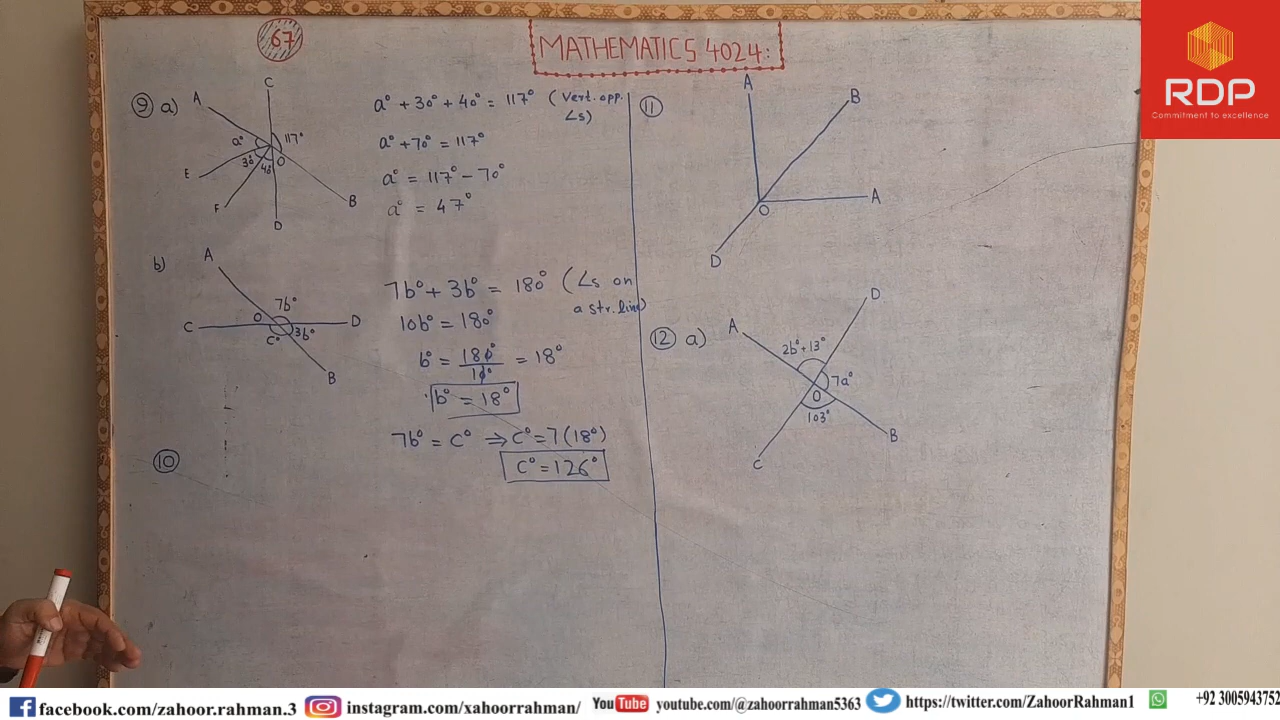 67
MATHEMATICS 4024:
RDP
Commitment to excellence
9 a)
C
A
a°
117°
E
30°
40°
O
F
D
B
a° + 30° + 40° = 117° (Vert. opp. ∠s)
a° + 70° = 117°
a° = 117° - 70°
a° = 47°
b)
A
7b°
C
O
D
C°
3b°
B
7b° + 3b° = 180° (∠s on
a str. line)
10b° = 180°
b° = 180° / 10° = 18°
b° = 18°
7b° = C° ⇒ C° = 7(18°)
C° = 126°
10
11
A
B
O
A
D
12 a)
D
A
2b° + 13°
7a°
O
103°
B
C
facebook.com/zahoor.rahman.3
instagram.com/xahoorrahman/
YouTube youtube.com/@zahoorrahman5363
https://twitter.com/ZahoorRahman1
+92 3005943752